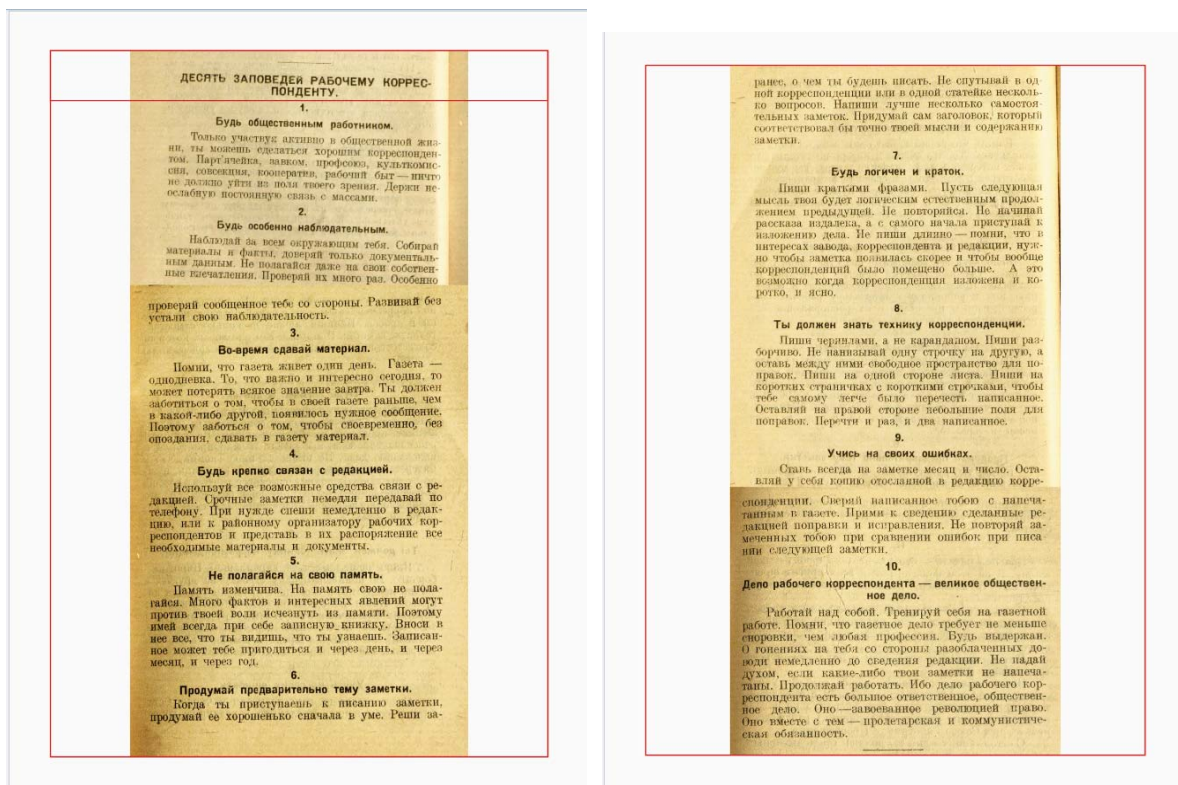 ДЕСЯТЬ ЗАПОВЕДЕЙ РАБОЧЕМУ КОРРЕС-
ПОНДЕНТУ.
1.
Будь общественным работником.
Только участвуя активно в общественной жиз-
ни, ты можешь сделаться хорошим корреспонден-
том. Парт'ячейка, завком, профсоюз, культкомис-
сия, совсекция, кооператив, рабочий быт — ничто
не должно уйти из поля твоего зрения. Держи не-
ослабную постоянную связь с массами.
2.
Будь особенно наблюдательным.
Наблюдай за всем окружающим тебя. Собирай
материалы и факты, доверяй только документаль-
ным данным. Не полагайся даже на свои собствен-
ные впечатления. Проверяй их много раз. Особенно
проверяй сообщенное тебе со стороны. Развивай без
устали свою наблюдательность.
3.
Во-время сдавай материал.
Помни, что газета живет один день. Газета —
однодневка. То, что важно и интересно сегодня, то
может потерять всякое значение завтра. Ты должен
заботиться о том, чтобы в своей газете раньше, чем
в какой-либо другой, появилось нужное сообщение.
Поэтому заботься о том, чтобы своевременно, без
опоздания, сдавать в газету материал.
4.
Будь крепко связан с редакцией.
Используй все возможные средства связи с ре-
дакцией. Срочные заметки немедля передавай по
телефону. При нужде спеши немедленно в редак-
цию, или к районному организатору рабочих кор-
респондентов и представь в их распоряжение все
необходимые материалы и документы.
5.
Не полагайся на свою память.
Память изменчива. На память свою не пола-
гайся. Много фактов и интересных явлений могут
против твоей воли исчезнуть из памяти. Поэтому
имей всегда при себе записную книжку. Вноси в
нее все, что ты видишь, что ты узнаешь. Записан-
ное может тебе пригодиться и через день, и через
месяц, и через год.
6.
Продумай предварительно тему заметки.
Когда ты приступаешь к писанию заметки,
продумай ее хорошенько сначала в уме. Реши за-
ранее, о чем ты будешь писать. Не спутывай в од-
ной корреспонденции или в одной статейке несколь-
ко вопросов. Напиши лучше несколько самостоя-
тельных заметок. Придумай сам заголовок, который
соответствовал бы точно твоей мысли и содержанию
заметки.
7.
Будь логичен и краток.
Пиши краткими фразами. Пусть следующая
мысль твоя будет логическим естественным продол-
жением предыдущей. Не повторяйся. Не начинай
рассказа издалека, а с самого начала приступай к
изложению дела. Не пиши длинно — помни, что в
интересах завода, корреспондента и редакции, нуж-
но чтобы заметка появилась скорее и чтобы вообще
корреспонденций было помещено больше. А это
возможно когда корреспонденция изложена и ко-
ротко, и ясно.
8.
Ты должен знать технику корреспонденции.
Пиши чернилами, а не карандашом. Пиши раз-
борчиво. Не нанизывай одну строчку на другую, а
оставь между ними свободное пространство для по-
правок. Пиши на одной стороне листа. Пиши на
коротких страничках с короткими строчками, чтобы
тебе самому легче было перечесть написанное.
Оставляй на правой стороне небольшие поля для
поправок. Перечти и раз, и два написанное.
9.
Учись на своих ошибках.
Ставь всегда на заметке месяц и число. Оста-
вляй у себя копию отосланной в редакцию корре-
спонденции. Сверяй написанное тобою с напеча-
танным в газете. Прими к сведению сделанные ре-
дакцией поправки и исправления. Не повторяй за-
меченных тобою при сравнении ошибок при писа
нии следующей заметки.
10.
Дело рабочего корреспондента — великое обществен-
ное дело.
Работай над собой. Тренируй себя на газетной
работе. Помни, что газетное дело требует не меньше
сноровки, чем любая профессия. Будь выдержан.
О гонениях на тебя со стороны разоблаченных до-
води немедленно до сведения редакции. Не падай
духом, если какие-либо твои заметки не напеча-
таны. Продолжай работать. Ибо дело рабочего кор-
респондента есть большое ответственное, обществен-
ное дело. Оно — завоеванное революцией право.
Оно вместе с тем — пролетарская и коммунистиче-
ская обязанность.